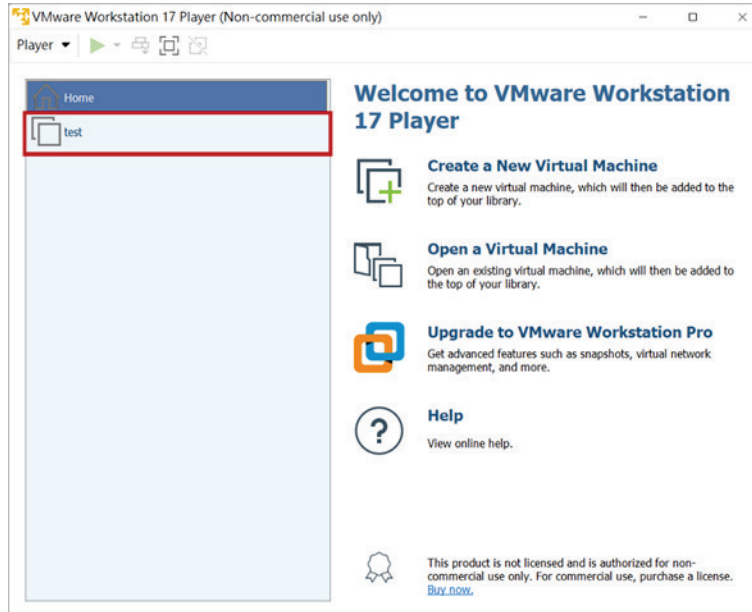 VMware Workstation 17 Player (Non-commercial use only)
Player
Home
test
Welcome to VMware Workstation
17 Player
Create a New Virtual Machine
Create a new virtual machine, which will then be added to the
top of your library.
Open a Virtual Machine
Open an existing virtual machine, which will then be added to
the top of your library.
Upgrade to VMware Workstation Pro
Get advanced features such as snapshots, virtual network
management, and more.
?
Help
View online help.
This product is not licensed and is authorized for non-
commercial use only. For commercial use, purchase a license.
Buy now.